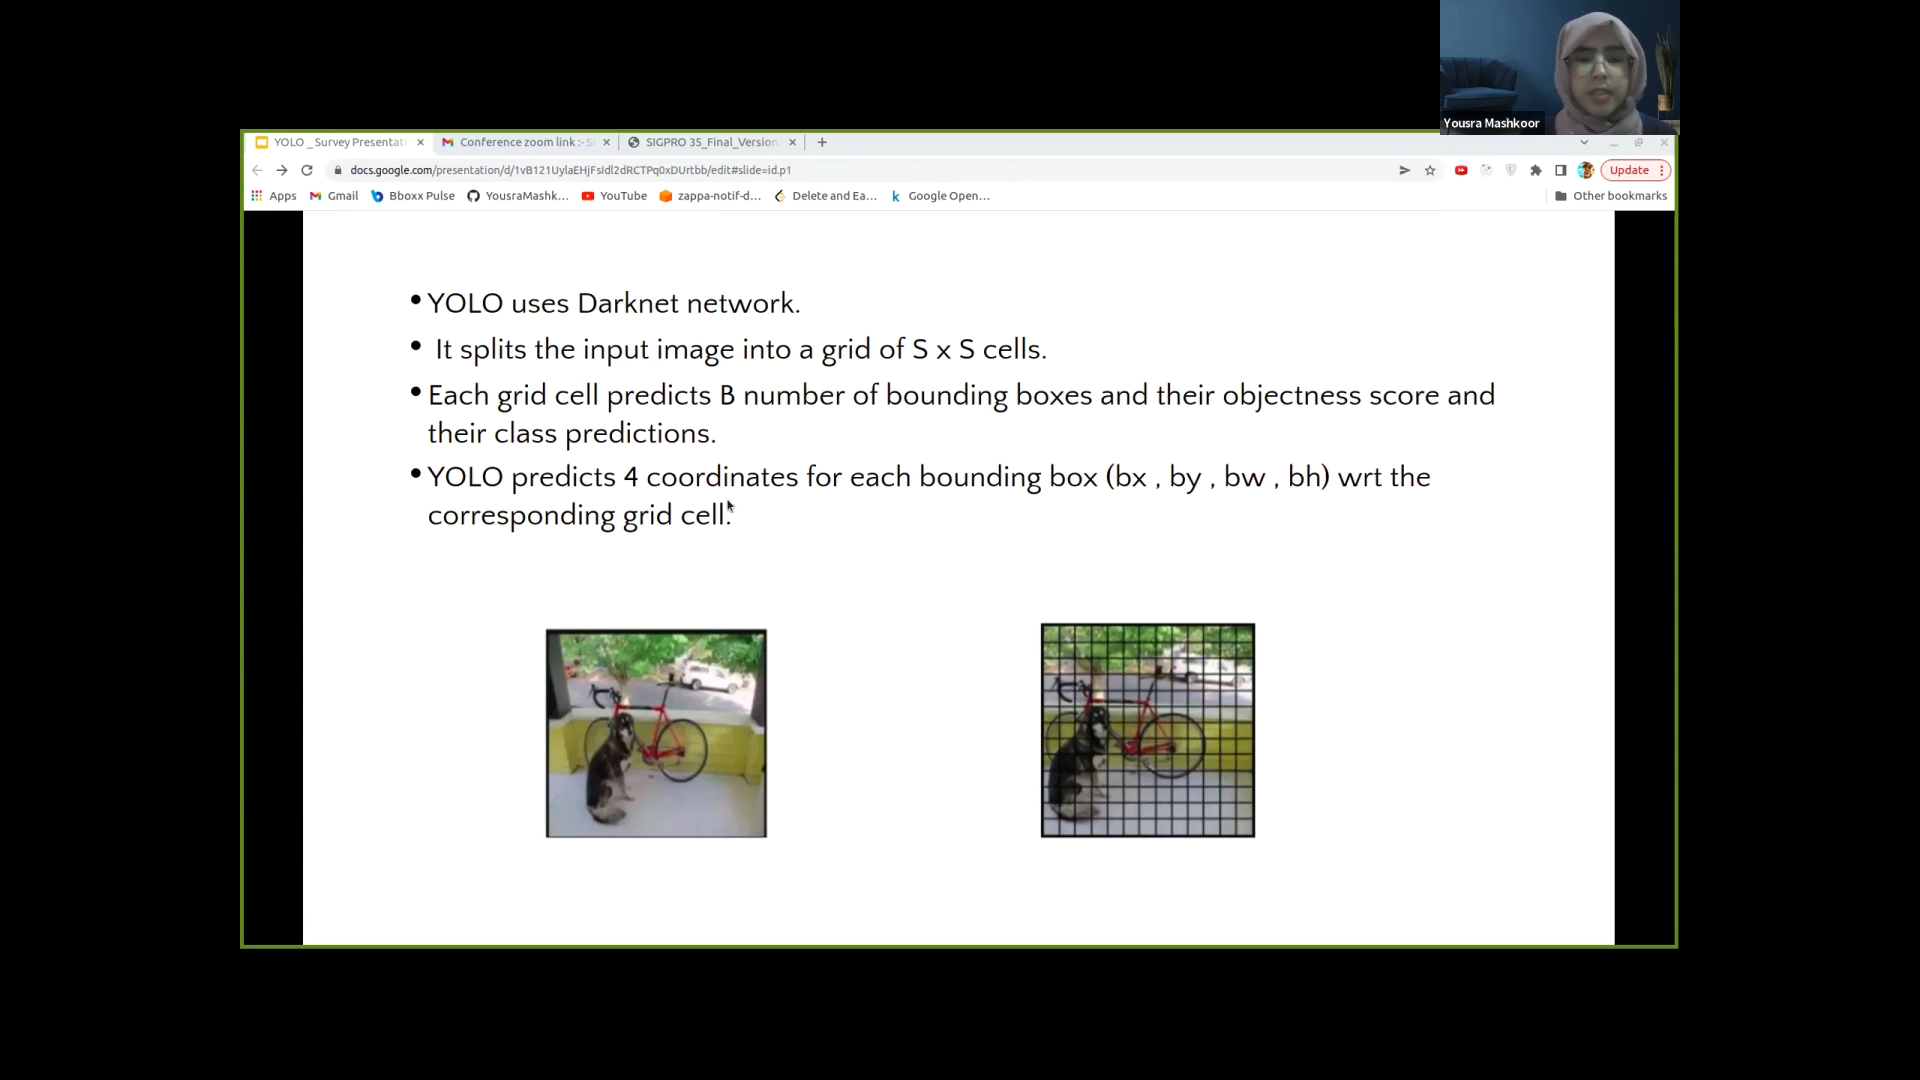 Yousra Mashkoor
YOLO _ Survey Presentati
Conference zoom link :- S
SIGPRO 35_Final_Version
docs.google.com/presentation/d/1vB121UylaEHjFsIdl2dRCTPq0xDUrtbb/edit#slide=id.p1
Update
Apps
Gmail
Bboxx Pulse
YousraMashk...
YouTube
zappa-notif-d...
Delete and Ea...
Google Open...
Other bookmarks
• YOLO uses Darknet network.
• It splits the input image into a grid of S x S cells.
• Each grid cell predicts B number of bounding boxes and their objectness score and
their class predictions.
• YOLO predicts 4 coordinates for each bounding box (bx , by , bw , bh) wrt the
corresponding grid cell.